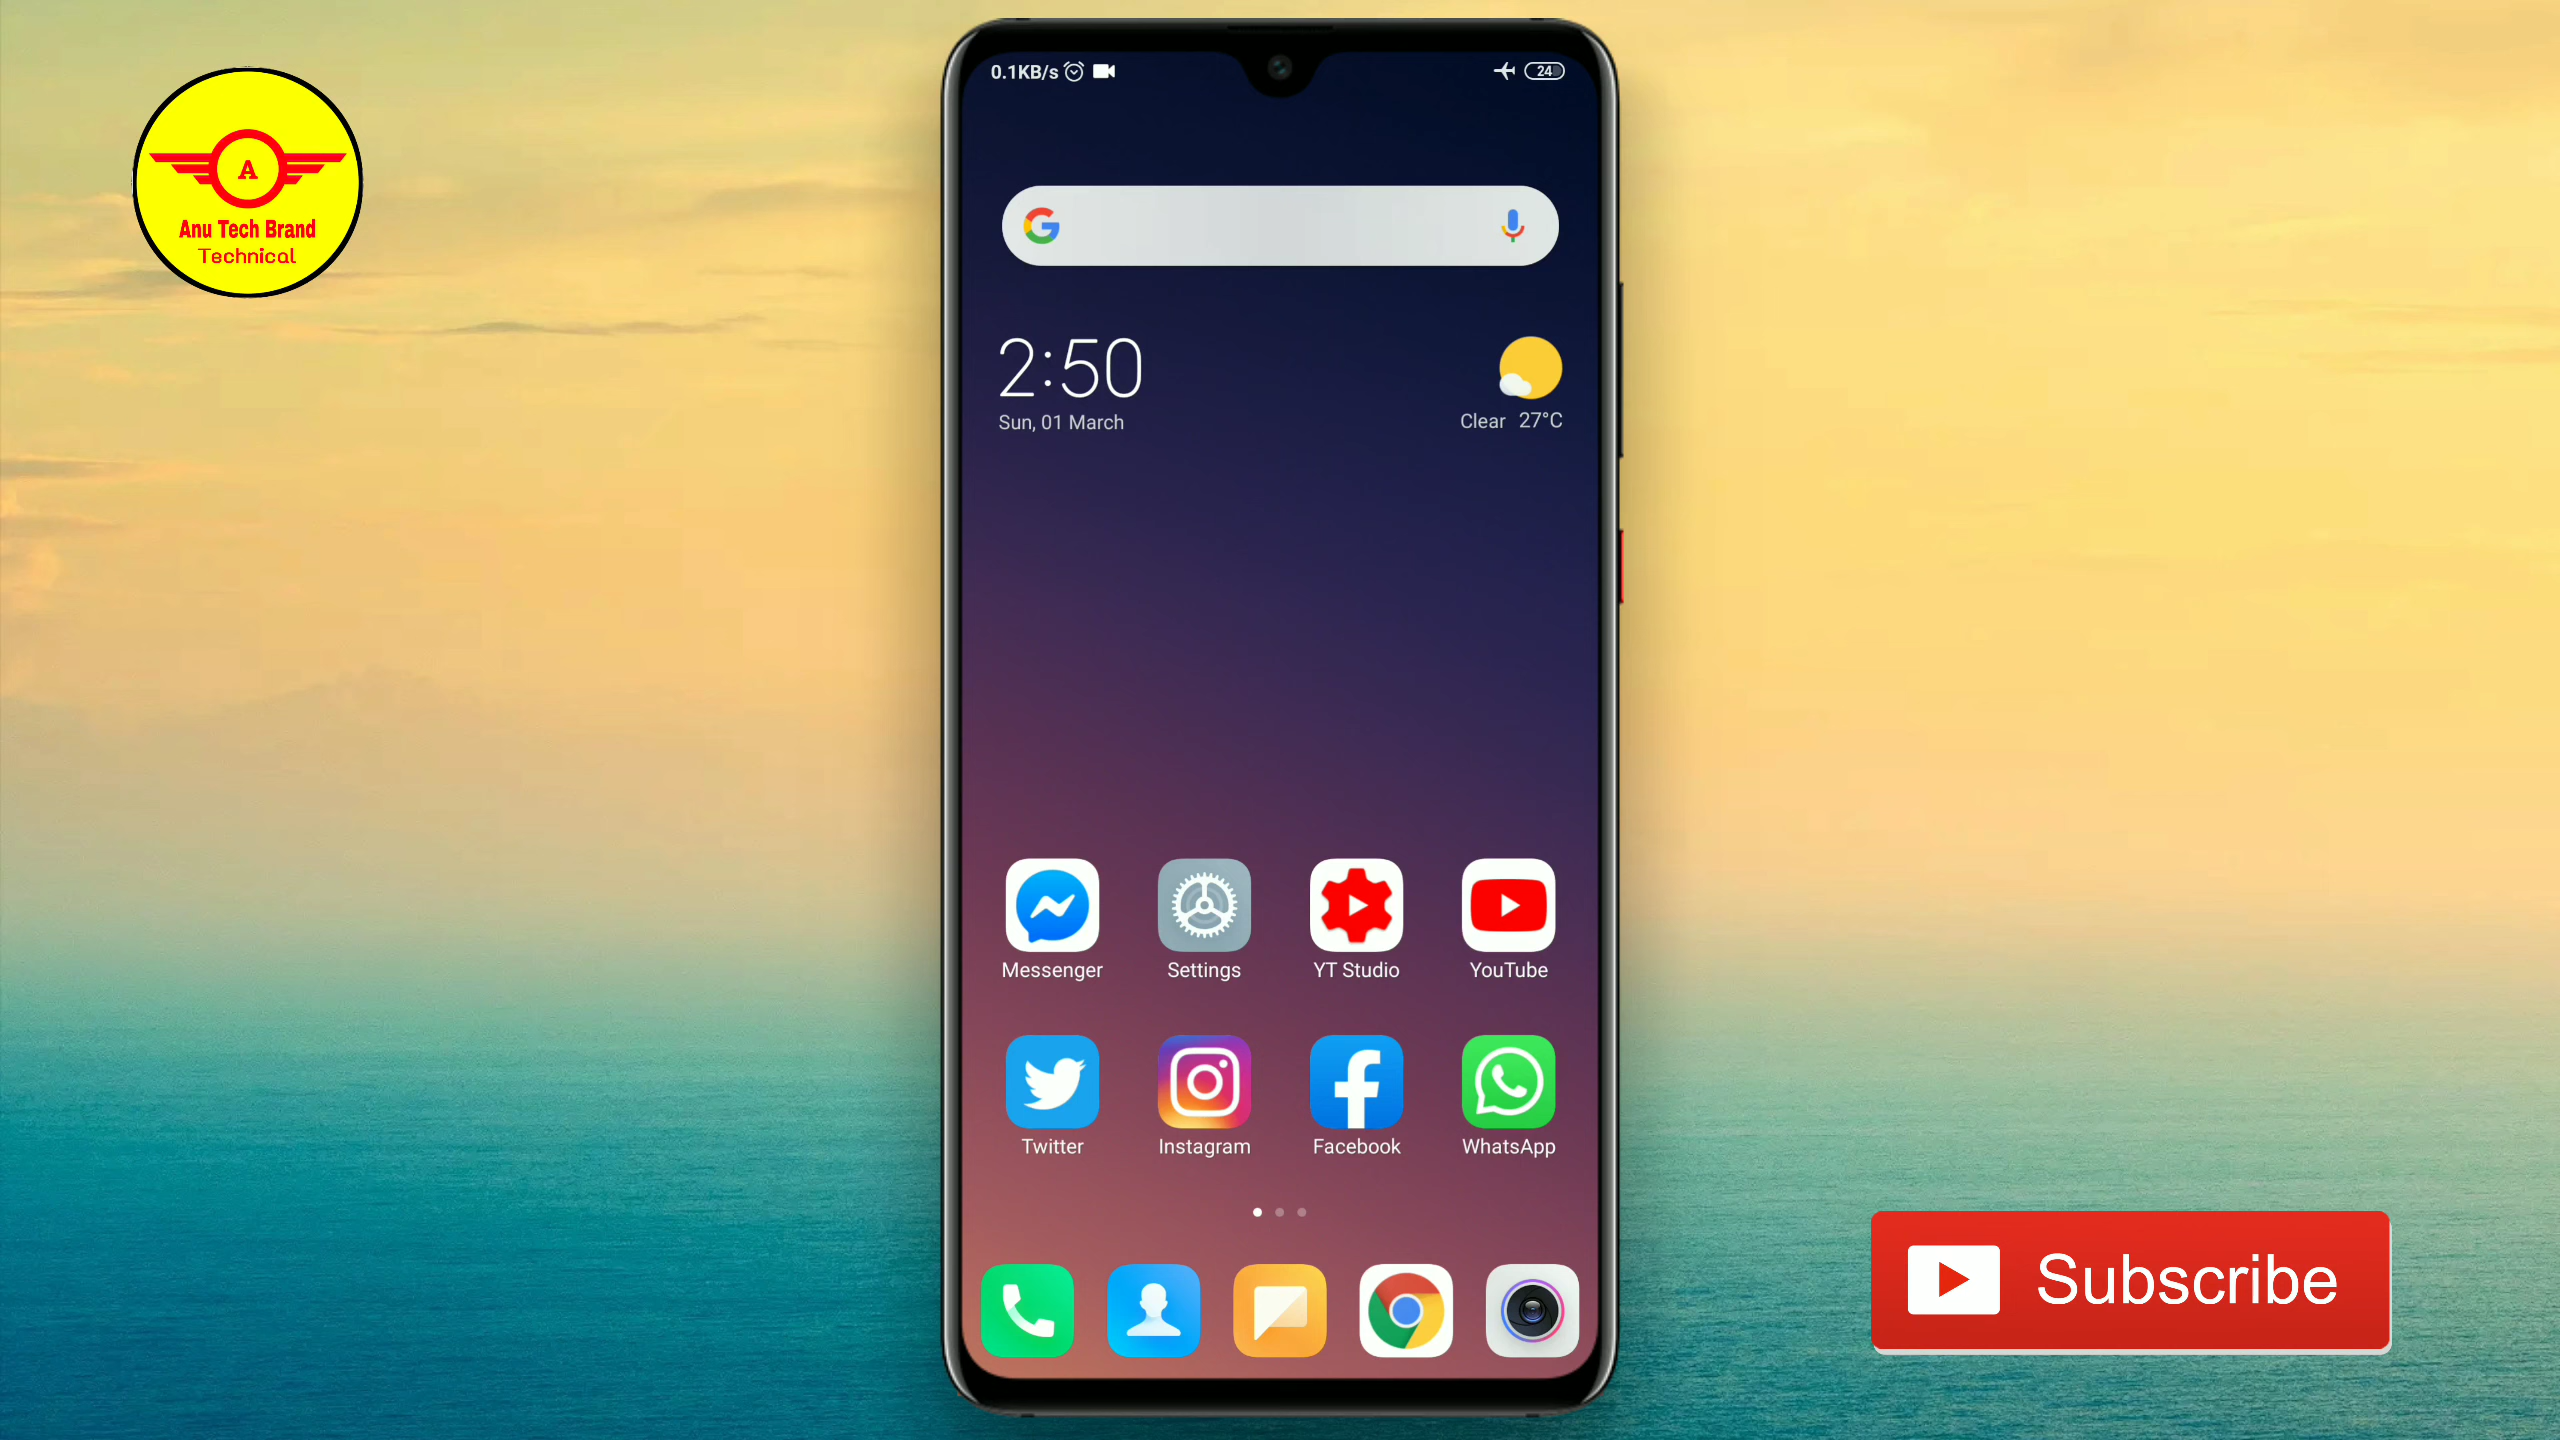 A
Anu Tech Brand
Technical
0.1KB/s
24
2:50
Sun, 01 March
Clear 27°C
Messenger
Settings
YT Studio
YouTube
Twitter
Instagram
Facebook
WhatsApp
Subscribe